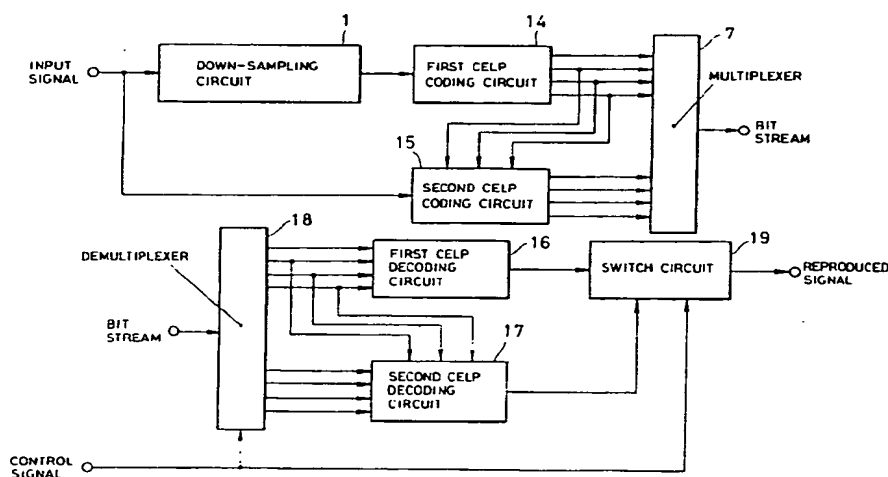 1
14
7
INPUT
SIGNAL
DOWN-SAMPLING
CIRCUIT
FIRST CELP
CODING CIRCUIT
MULTIPLEXER
BIT
STREAM
15
SECOND CELP
CODING CIRCUIT
18
DEMULTIPLEXER
FIRST CELP
DECODING
CIRCUIT
16
19
SWITCH CIRCUIT
REPRODUCED
SIGNAL
BIT
STREAM
17
SECOND CELP
DECODING
CIRCUIT
CONTROL
SIGNAL